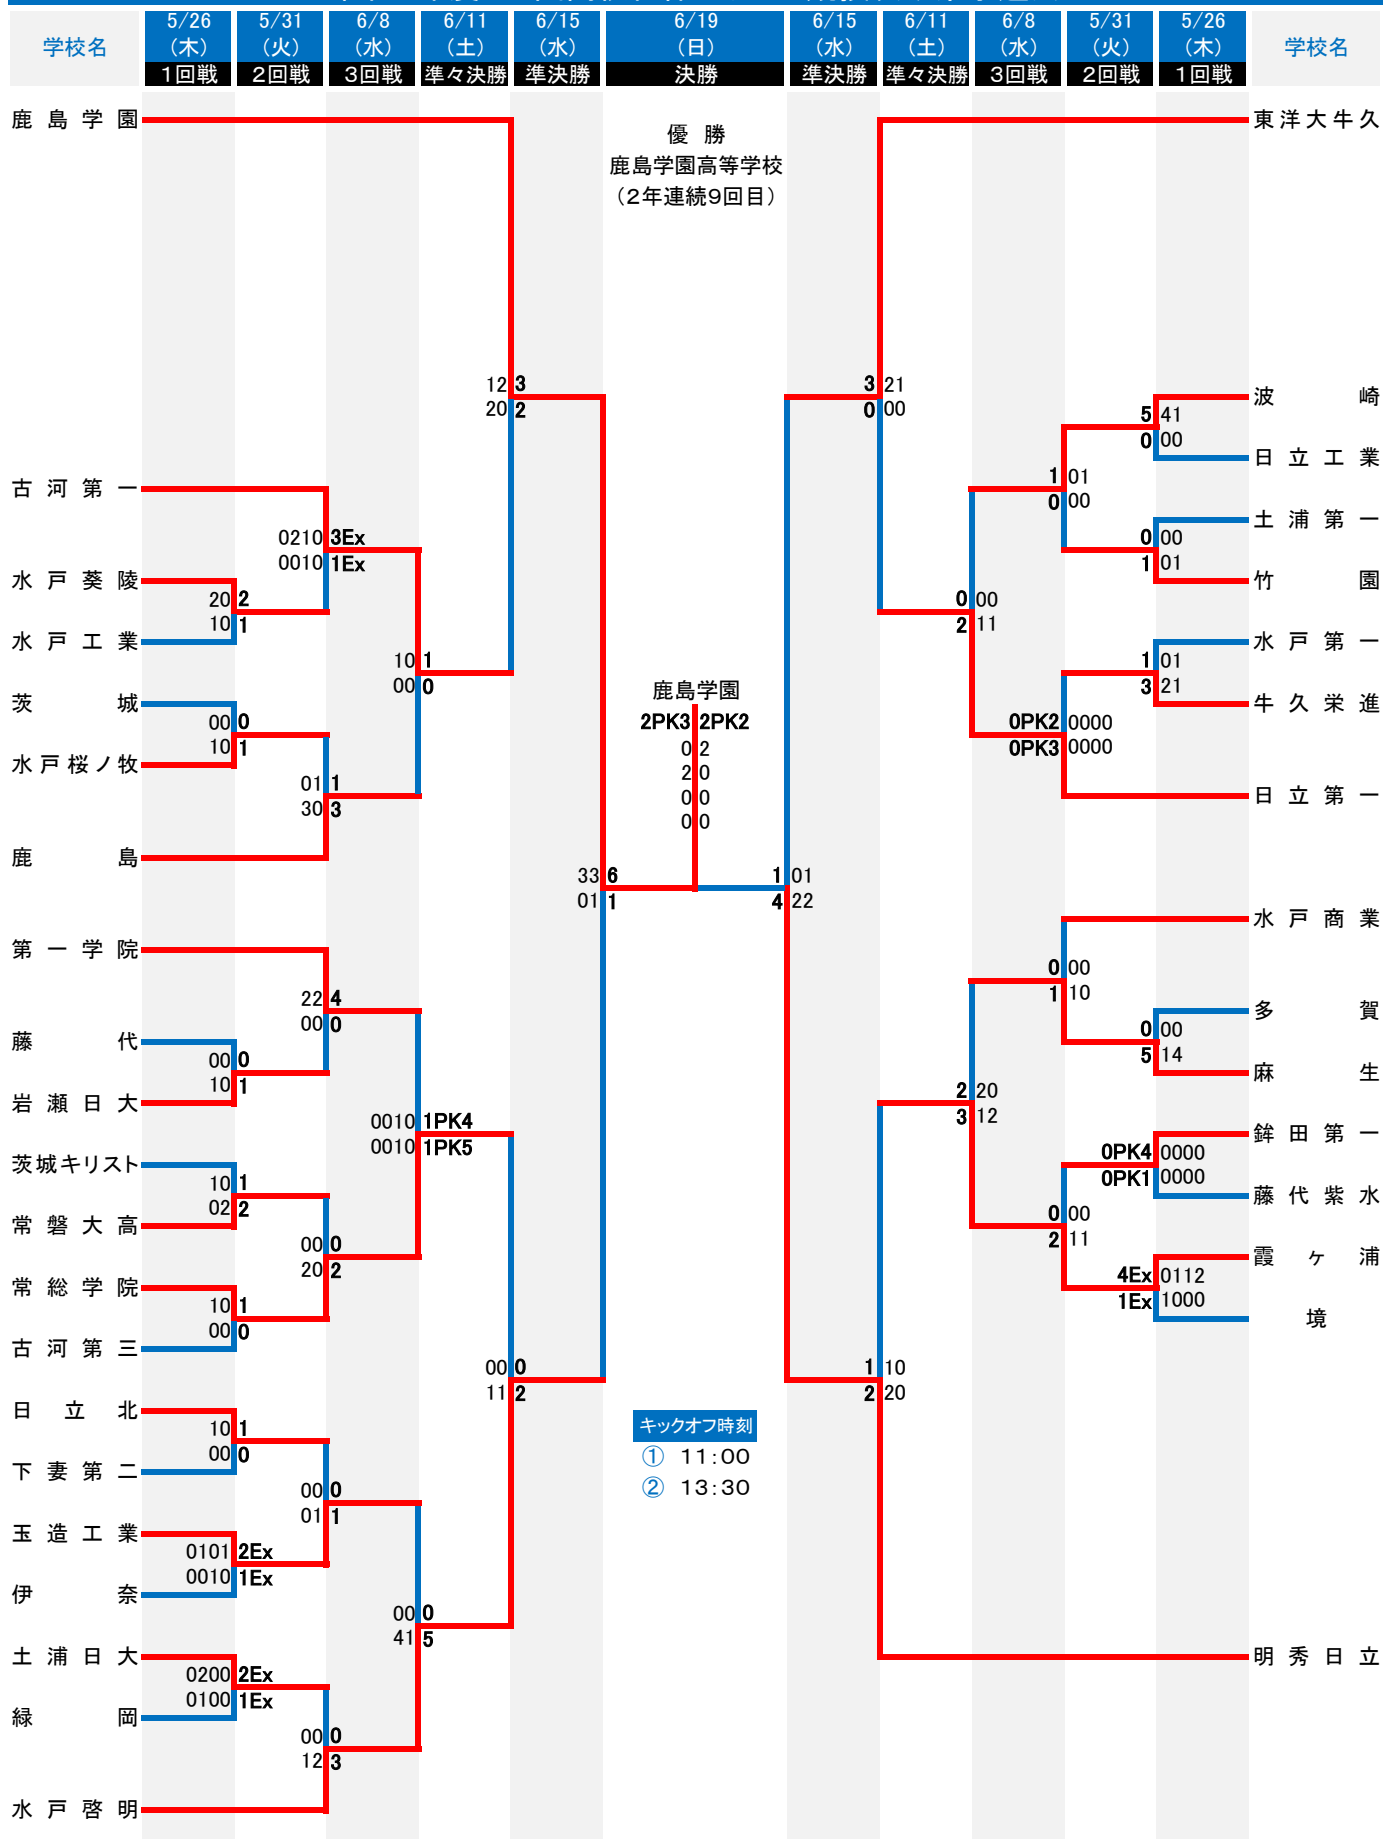 学校名 5/26 5/31 6/8 6/11 6/15 6/19 6/15 6/11 6/8 5/31 5/26 学校名
(木) (火) (水) (土) (水) (日) (水) (土) (水) (火) (木)
1回戦 2回戦 3回戦 準々決勝 準決勝 決勝 準決勝 準々決勝 3回戦 2回戦 1回戦
鹿島学園 東洋大牛久
優勝
鹿島学園高等学校
(2年連続9回目)
12 3 3 21
20 2 0 00
波崎
5 41
0 00
日立工業
古河第一
1 01
0 00
土浦第一
0210 3Ex 0 00
0010 1Ex 1 01
水戸葵陵 竹園
20 2 0 00
10 1 2 11
水戸工業 水戸第一
10 1 1 01
00 0 3 21
茨城 牛久栄進
鹿島学園
00 0 2PK3 2PK2 0PK2 0000
10 1 0 2 0PK3 0000
水戸桜ノ牧 2 0
01 1 0 0 日立第一
30 3 0 0
鹿島
33 6 1 01
01 1 4 22
水戸商業
第一学院
0 00
1 10
22 4
00 0
多賀
藤代 0 00
00 0 5 14
10 1 麻生
岩瀬日大 2 20
0010 1PK4 3 12
0010 1PK5 鉾田第一
茨城キリスト 0PK4 0000
10 1 0PK1 0000
02 2 藤代紫水
常磐大高 0 00
00 0 2 11
20 2 霞ヶ浦
常総学院 4Ex 0112
10 1 1Ex 1000
00 0 境
古河第三
00 0 1 10
11 2 2 20
日立北
10 1 キックオフ時刻
00 0 ① 11:00
下妻第二 ② 13:30
00 0
01 1
玉造工業
0101 2Ex
0010 1Ex
伊奈
00 0
41 5
土浦日大 明秀日立
0200 2Ex
0100 1Ex
緑岡
00 0
12 3
水戸啓明